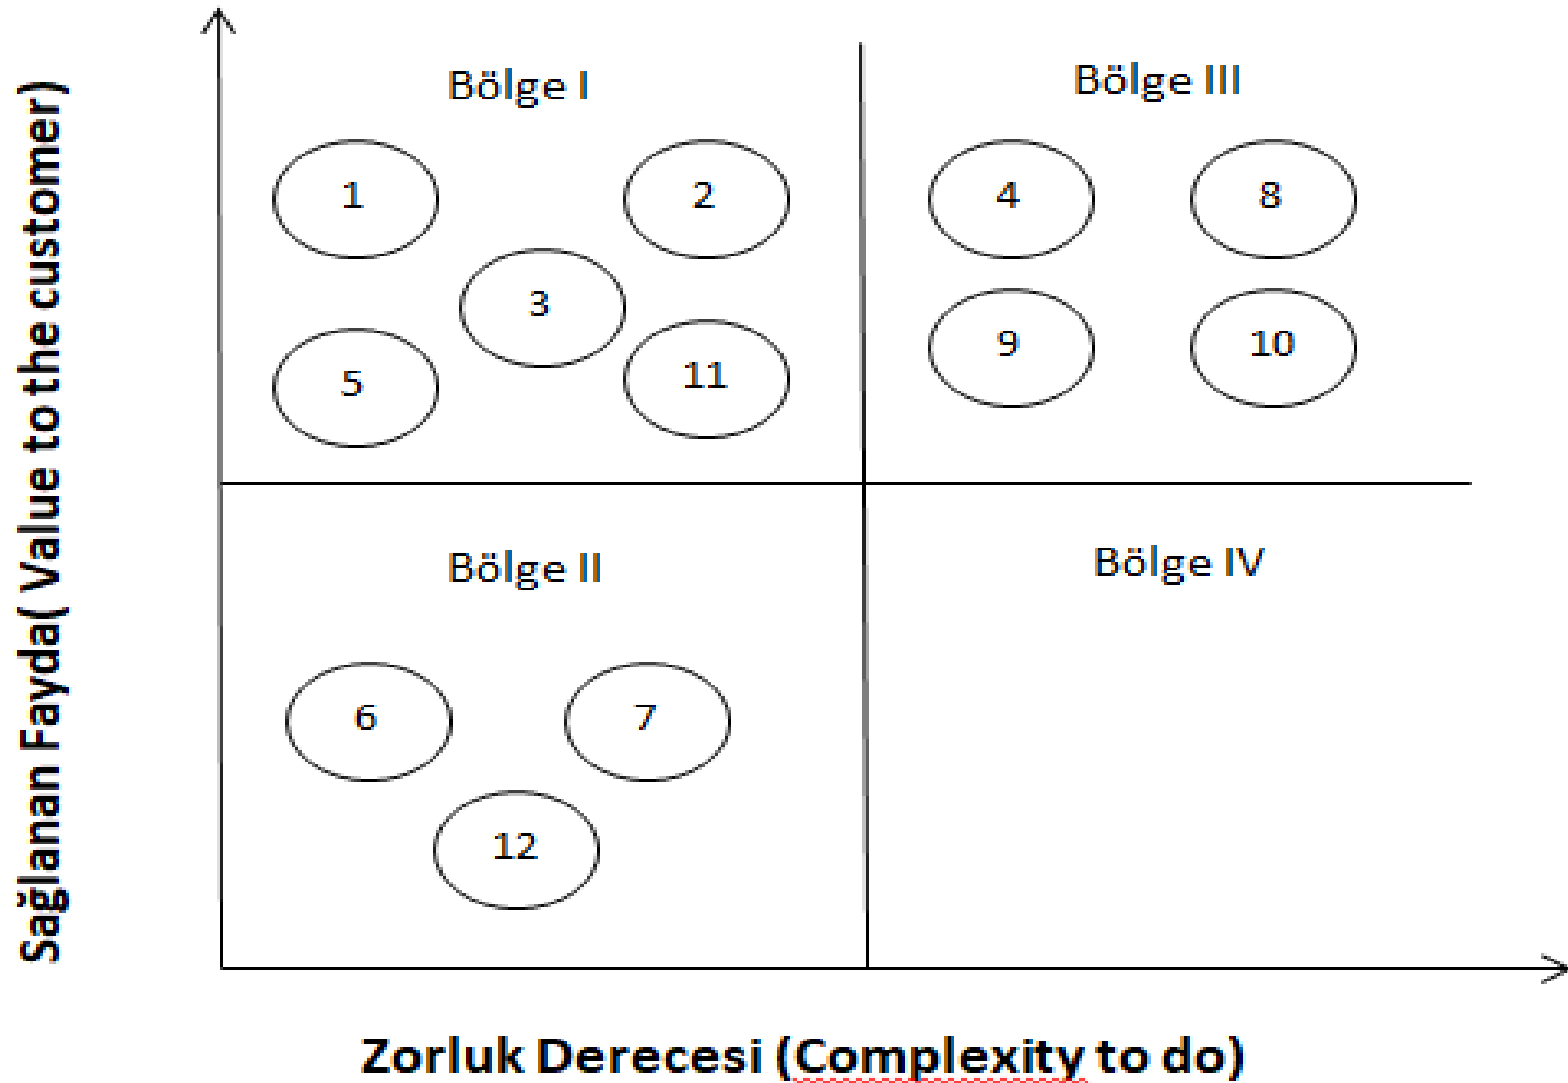 Sağlanan Fayda( Value to the customer)
Bölge I
1
2
3
5
11
Bölge III
4
8
9
10
Bölge II
6
7
12
Bölge IV
Zorluk Derecesi (Complexity to do)